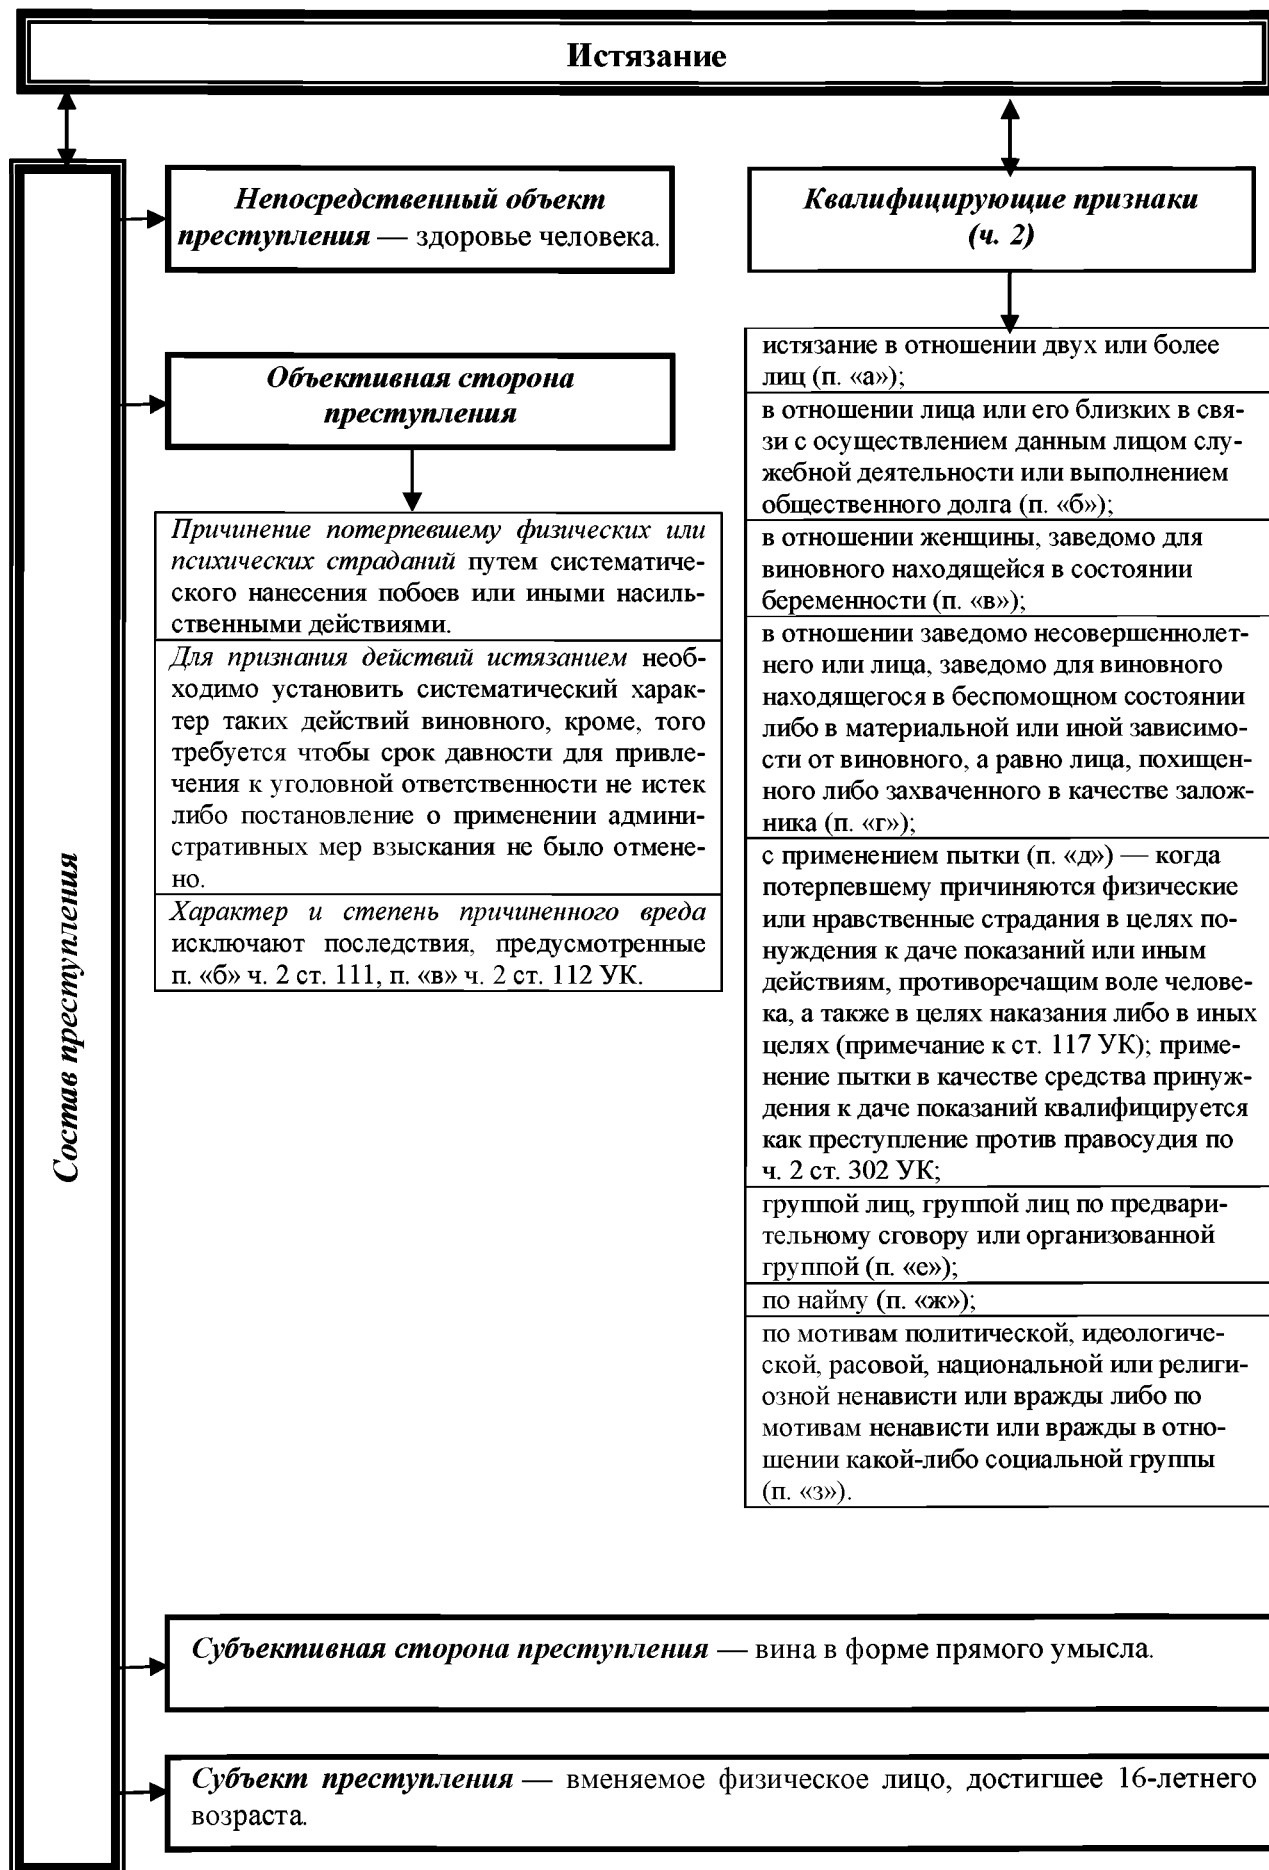 Истязание
Состав преступления
Непосредственный объект
преступления — здоровье человека.
Объективная сторона
преступления
Причинение потерпевшему физических или
психических страданий путем систематиче-
ского нанесения побоев или иными насиль-
ственными действиями.
Для признания действий истязанием необ-
ходимо установить систематический харак-
тер таких действий виновного, кроме, того
требуется чтобы срок давности для привле-
чения к уголовной ответственности не истек
либо постановление о применении админи-
стративных мер взыскания не было отмене-
но.
Характер и степень причиненного вреда
исключают последствия, предусмотренные
п. «б» ч. 2 ст. 111, п. «в» ч. 2 ст. 112 УК.
Квалифицирующие признаки
(ч. 2)
истязание в отношении двух или более
лиц (п. «а»);
в отношении лица или его близких в свя-
зи с осуществлением данным лицом слу-
жебной деятельности или выполнением
общественного долга (п. «б»);
в отношении женщины, заведомо для
виновного находящейся в состоянии
беременности (п. «в»);
в отношении заведомо несовершеннолет-
него или лица, заведомо для виновного
находящегося в беспомощном состоянии
либо в материальной или иной зависимо-
сти от виновного, а равно лица, похищен-
ного либо захваченного в качестве залож-
ника (п. «г»);
с применением пытки (п. «д») — когда
потерпевшему причиняются физические
или нравственные страдания в целях по-
нуждения к даче показаний или иным
действиям, противоречащим воле челове-
ка, а также в целях наказания либо в иных
целях (примечание к ст. 117 УК); приме-
нение пытки в качестве средства принуж-
дения к даче показаний квалифицируется
как преступление против правосудия по
ч. 2 ст. 302 УК;
группой лиц, группой лиц по предвари-
тельному сговору или организованной
группой (п. «е»);
по найму (п. «ж»);
по мотивам политической, идеологиче-
ской, расовой, национальной или религи-
озной ненависти или вражды либо по
мотивам ненависти или вражды в отно-
шении какой-либо социальной группы
(п. «з»).
Субъективная сторона преступления — вина в форме прямого умысла.
Субъект преступления — вменяемое физическое лицо, достигшее 16-летнего
возраста.